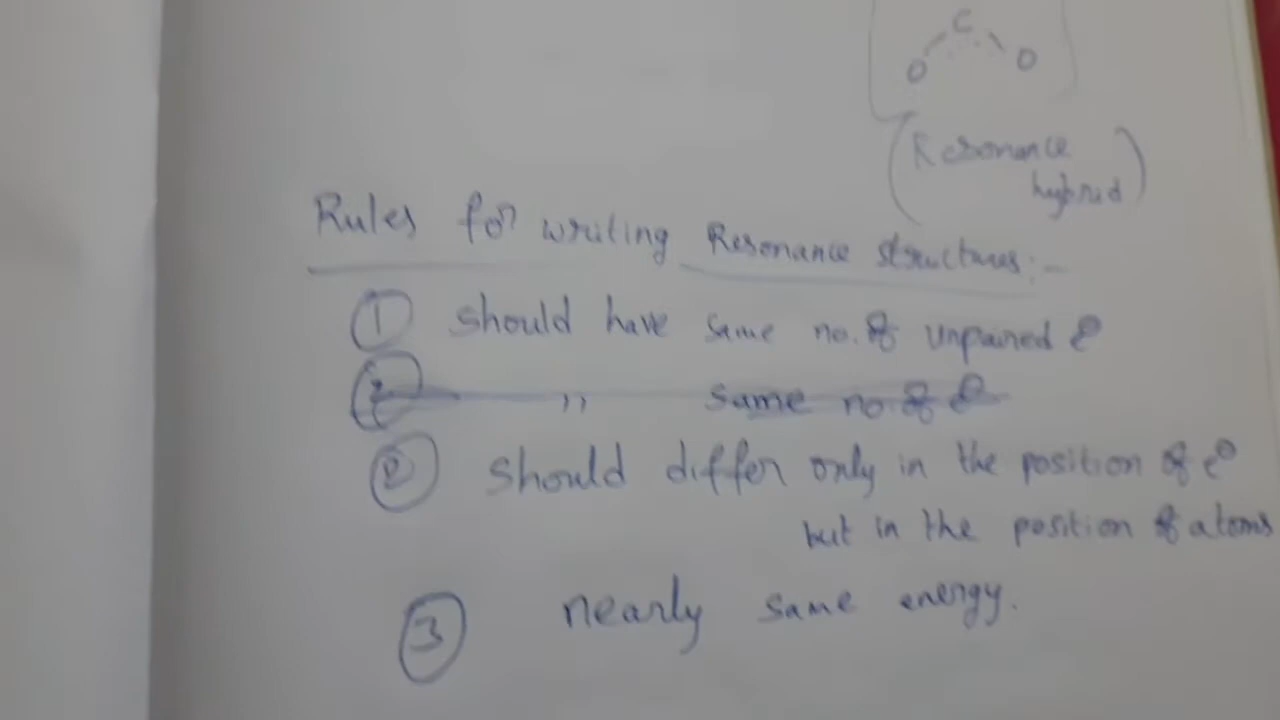 C
O O
(Resonance
hybrid)
Rules for writing Resonance structures:-
① should have same no. of unpaired e⁻
② " same no of e⁻
② should differ only in the position of e⁻
but in the position of atoms
③ nearly same energy.